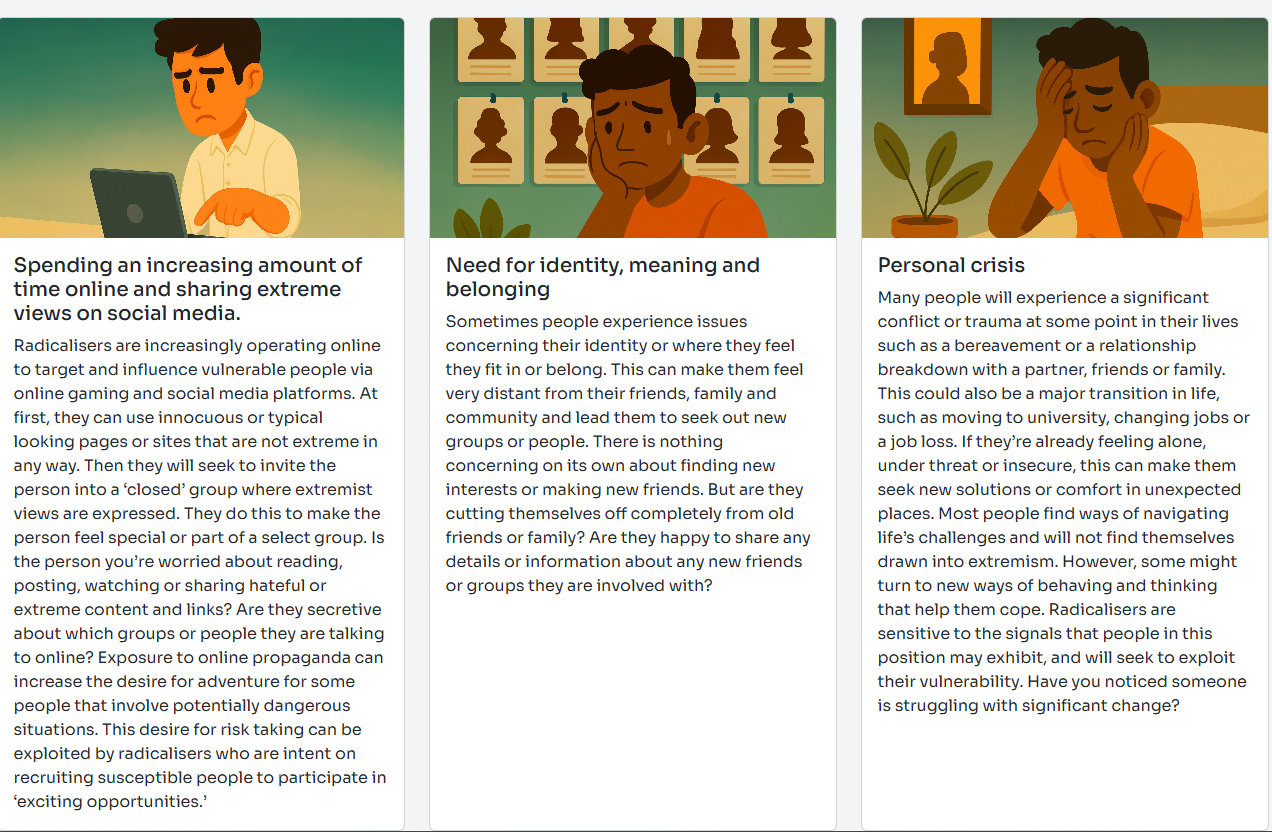 Spending an increasing amount of
time online and sharing extreme
views on social media.
Radicalisers are increasingly operating online
to target and influence vulnerable people via
online gaming and social media platforms. At
first, they can use innocuous or typical
looking pages or sites that are not extreme in
any way. Then they will seek to invite the
person into a ‘closed’ group where extremist
views are expressed. They do this to make the
person feel special or part of a select group. Is
the person you’re worried about reading,
posting, watching or sharing hateful or
extreme content and links? Are they secretive
about which groups or people they are talking
to online? Exposure to online propaganda can
increase the desire for adventure for some
people that involve potentially dangerous
situations. This desire for risk taking can be
exploited by radicalisers who are intent on
recruiting susceptible people to participate in
‘exciting opportunities.’
Need for identity, meaning and
belonging
Sometimes people experience issues
concerning their identity or where they feel
they fit in or belong. This can make them feel
very distant from their friends, family and
community and lead them to seek out new
groups or people. There is nothing
concerning on its own about finding new
interests or making new friends. But are they
cutting themselves off completely from old
friends or family? Are they happy to share any
details or information about any new friends
or groups they are involved with?
Personal crisis
Many people will experience a significant
conflict or trauma at some point in their lives
such as a bereavement or a relationship
breakdown with a partner, friends or family.
This could also be a major transition in life,
such as moving to university, changing jobs or
a job loss. If they’re already feeling alone,
under threat or insecure, this can make them
seek new solutions or comfort in unexpected
places. Most people find ways of navigating
life’s challenges and will not find themselves
drawn into extremism. However, some might
turn to new ways of behaving and thinking
that help them cope. Radicalisers are
sensitive to the signals that people in this
position may exhibit, and will seek to exploit
their vulnerability. Have you noticed someone
is struggling with significant change?